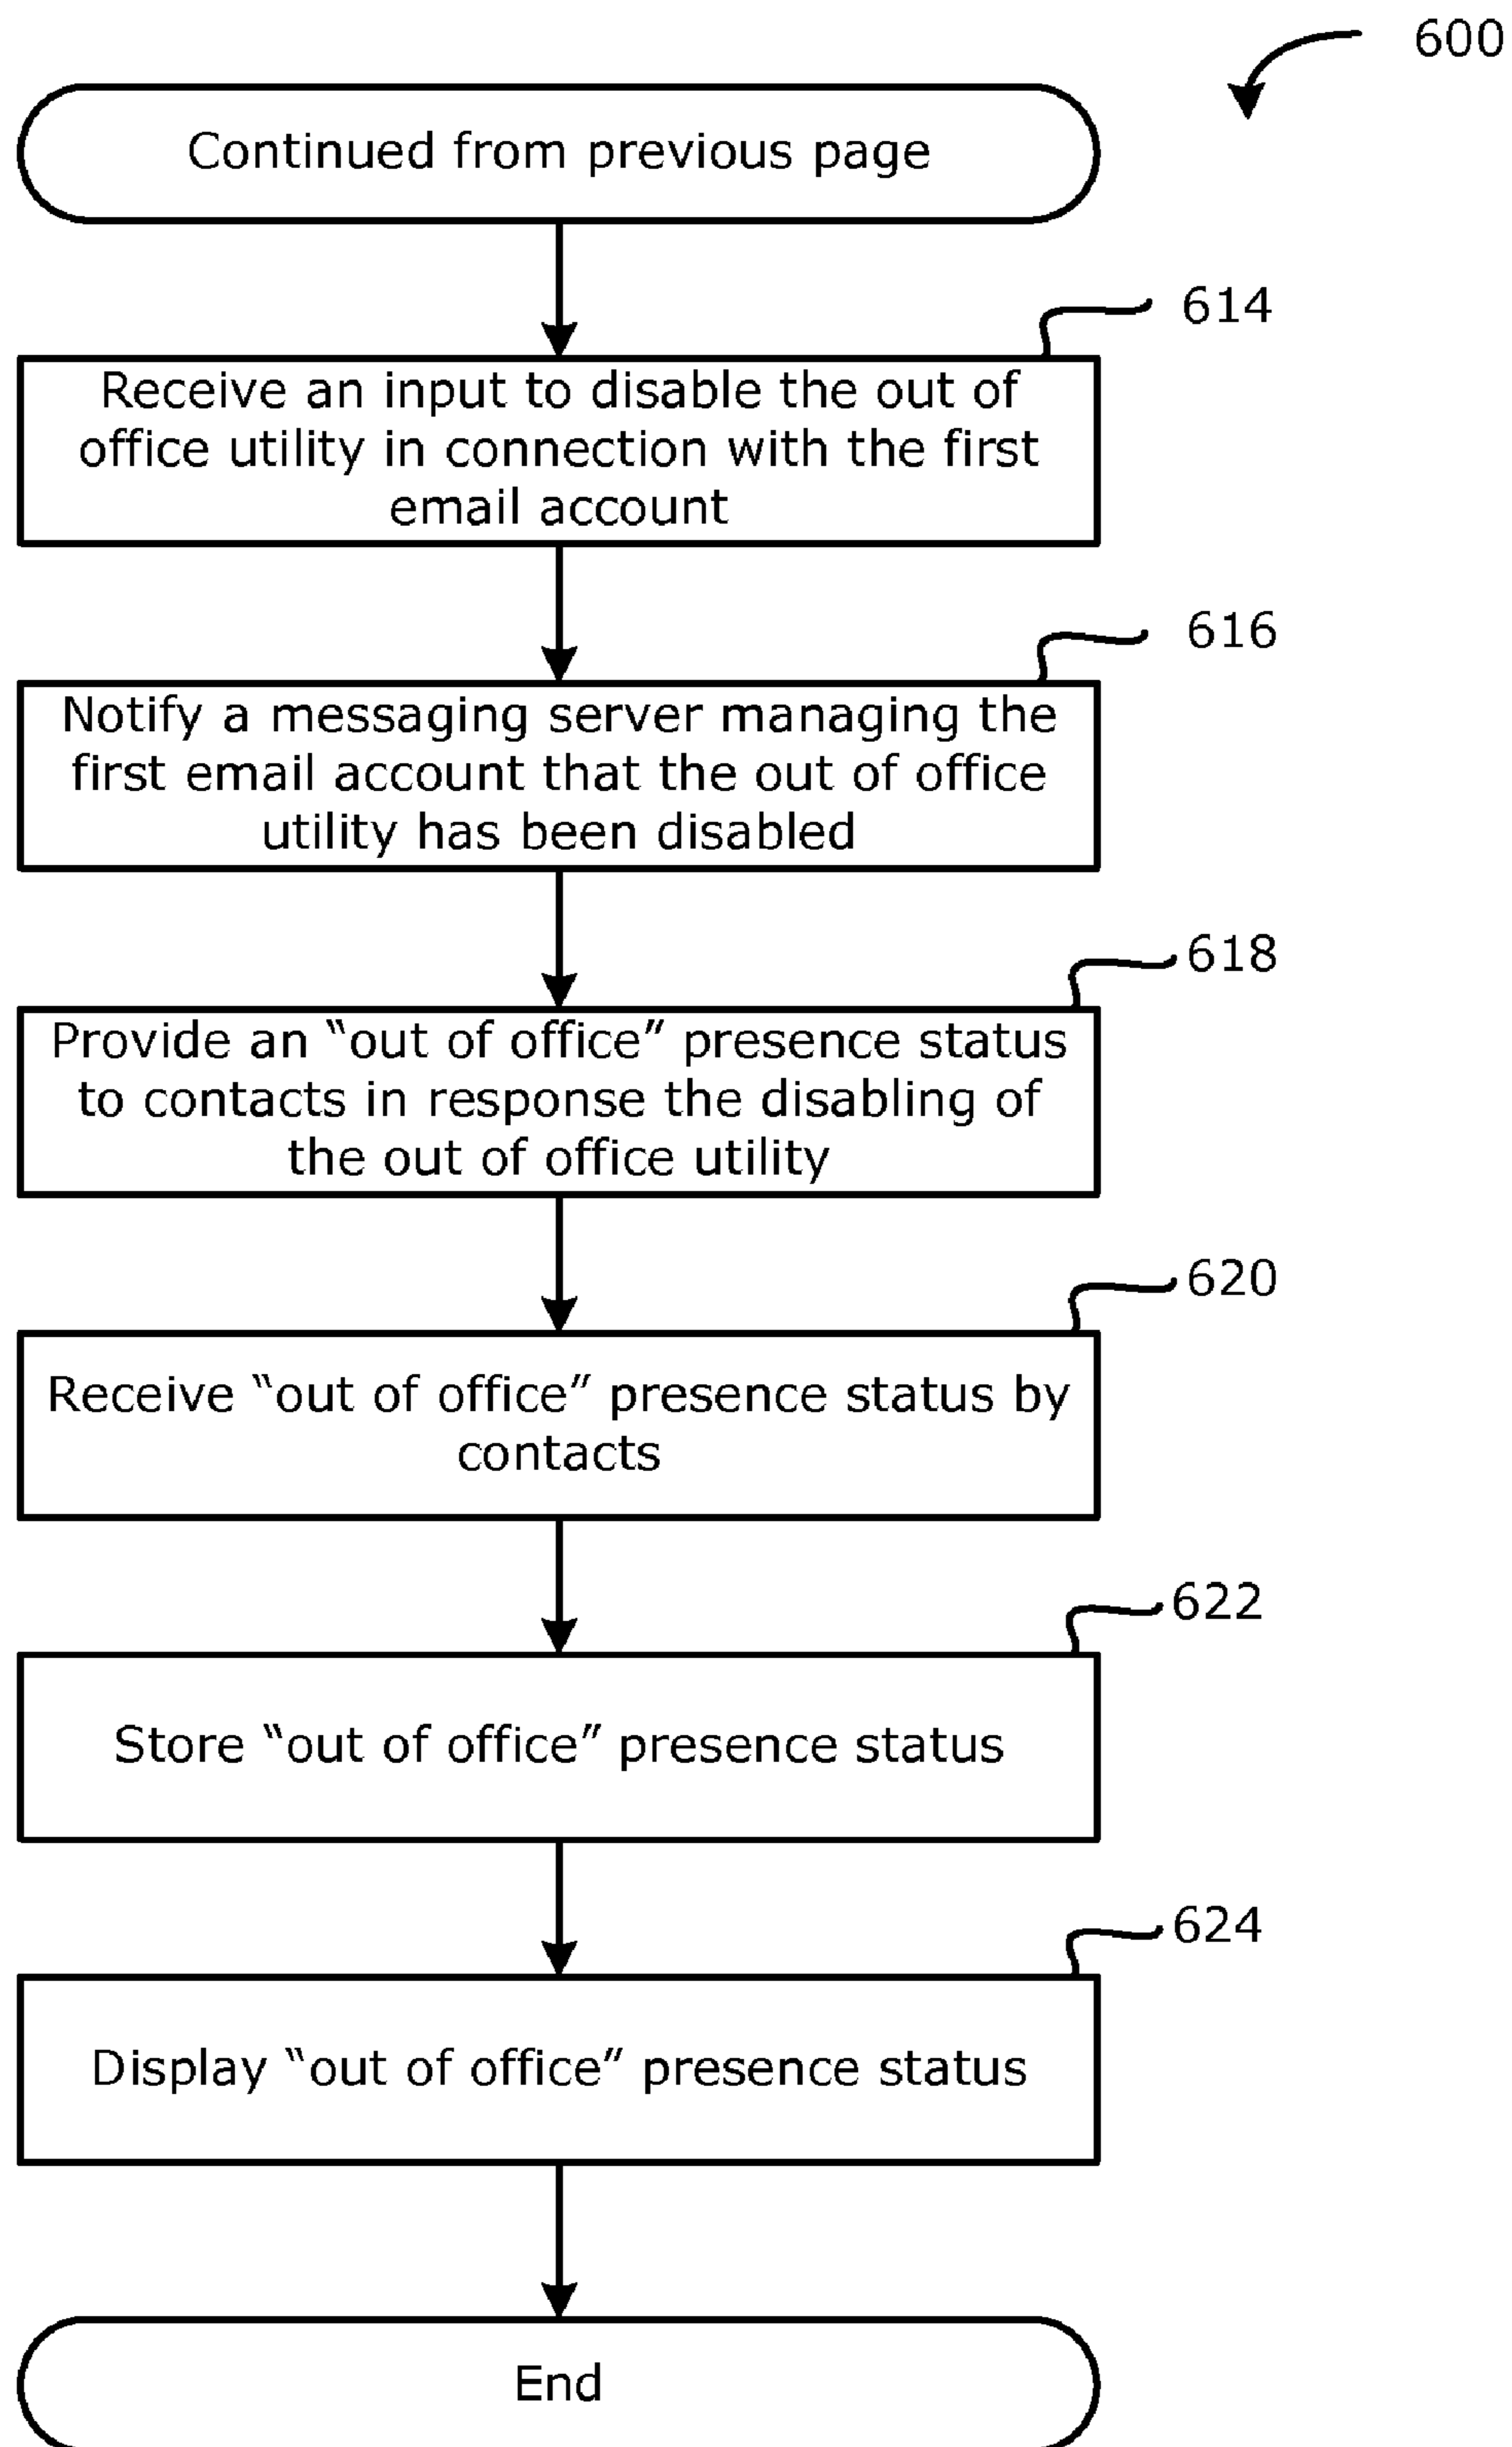 600
Continued from previous page
614
Receive an input to disable the out of
office utility in connection with the first
email account
616
Notify a messaging server managing the
first email account that the out of office
utility has been disabled
618
Provide an “out of office” presence status
to contacts in response the disabling of
the out of office utility
620
Receive “out of office” presence status by
contacts
622
Store “out of office” presence status
624
Display “out of office” presence status
End